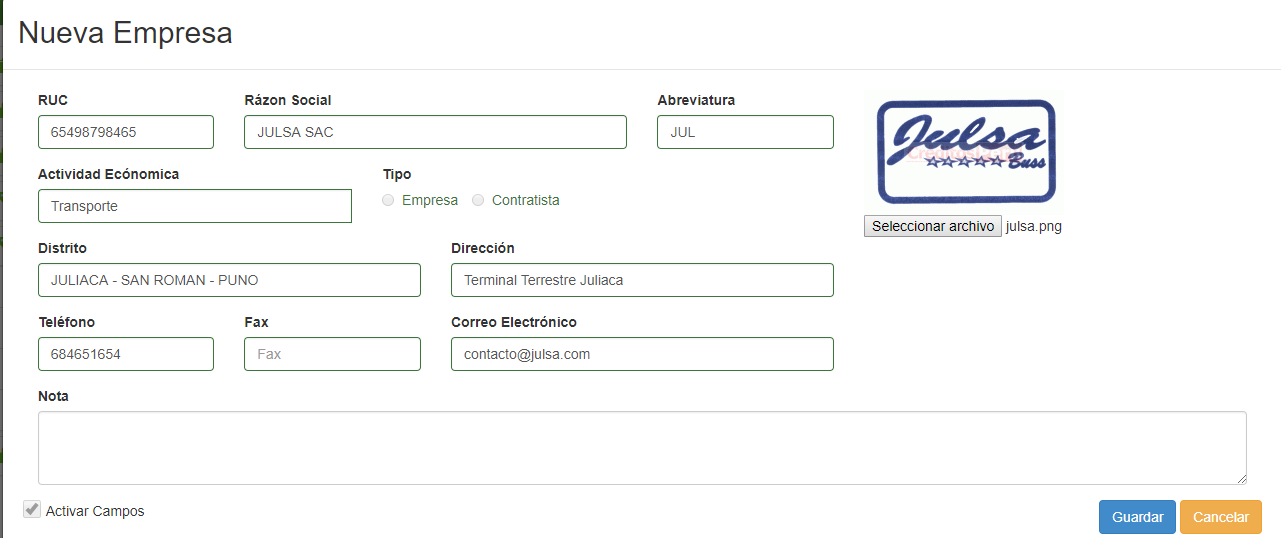 Nueva Empresa
RUC
Rázon Social
Abreviatura
65498798465
JULSA SAC
JUL
Julsa
Buss
Actividad Ecónomica
Tipo
Transporte
Empresa
Contratista
Seleccionar archivo julsa.png
Distrito
Dirección
JULIACA - SAN ROMAN - PUNO
Terminal Terrestre Juliaca
Teléfono
Fax
Correo Electrónico
684651654
Fax
contacto@julsa.com
Nota
Activar Campos
Guardar
Cancelar